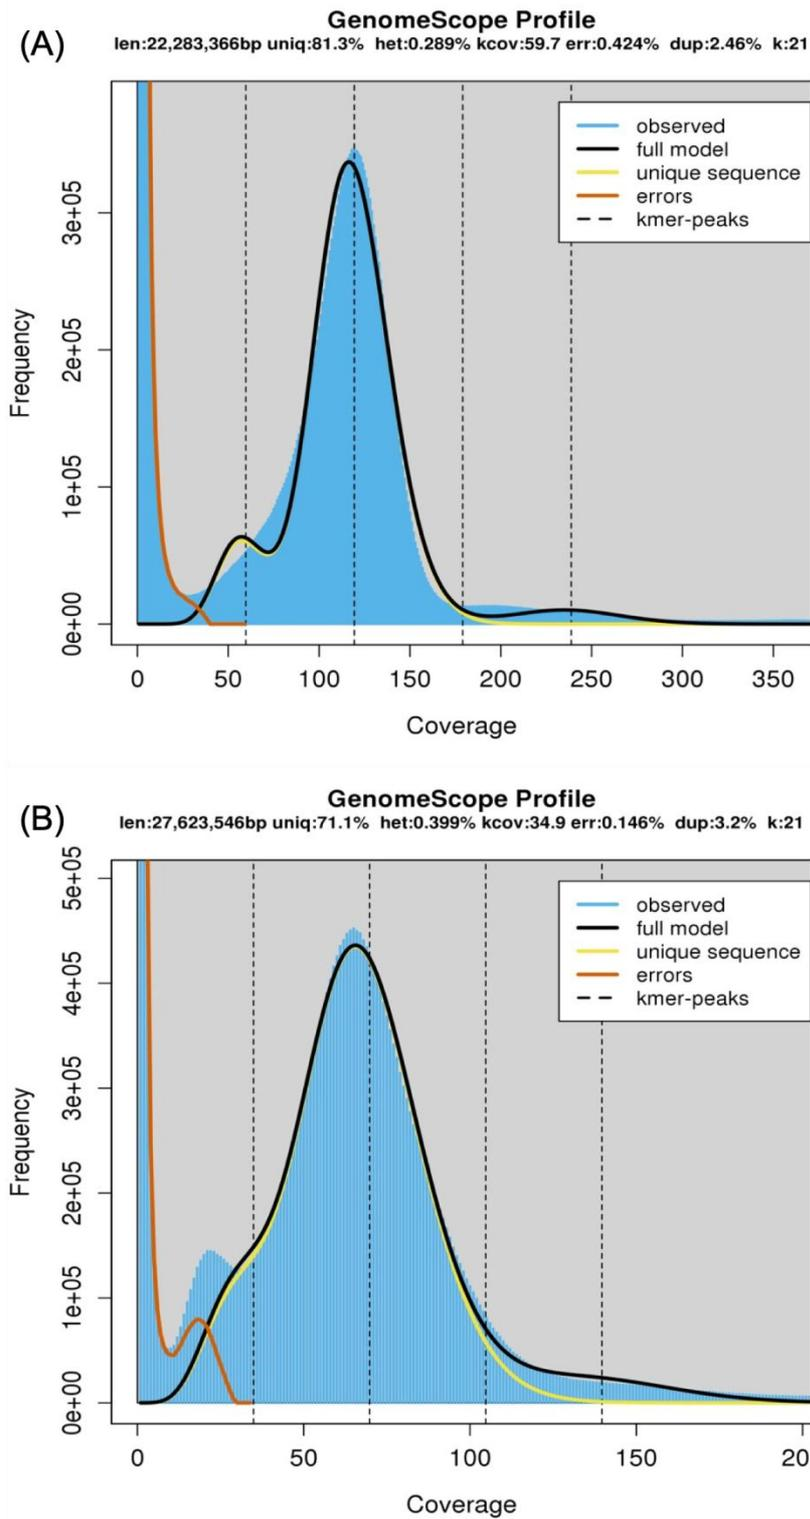 (A)
GenomeScope Profile
len:22,283,366bp uniq:81.3% het:0.289% kcov:59.7 err:0.424% dup:2.46% k:21
observed
full model
unique sequence
errors
kmer-peaks
Frequency
3e+05
2e+05
1e+05
0e+00
0 50 100 150 200 250 300 350
Coverage
(B)
GenomeScope Profile
len:27,623,546bp uniq:71.1% het:0.399% kcov:34.9 err:0.146% dup:3.2% k:21
observed
full model
unique sequence
errors
kmer-peaks
Frequency
5e+05
4e+05
3e+05
2e+05
1e+05
0e+00
0 50 100 150
Coverage